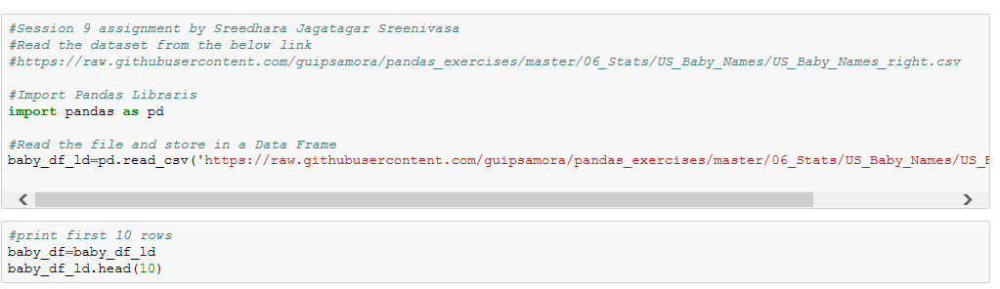 #Session 9 assignment by Sreedhara Jagatagar Sreenivasa
#Read the dataset from the below link
#https://raw.githubusercontent.com/guipsamora/pandas_exercises/master/06_Stats/US_Baby_Names/US_Baby_Names_right.csv
#Import Pandas Libraris
import pandas as pd
#Read the file and store in a Data Frame
baby_df_ld=pd.read_csv('https://raw.githubusercontent.com/guipsamora/pandas_exercises/master/06_Stats/US_Baby_Names/US_
#print first 10 rows
baby_df=baby_df_ld
baby_df_ld.head(10)